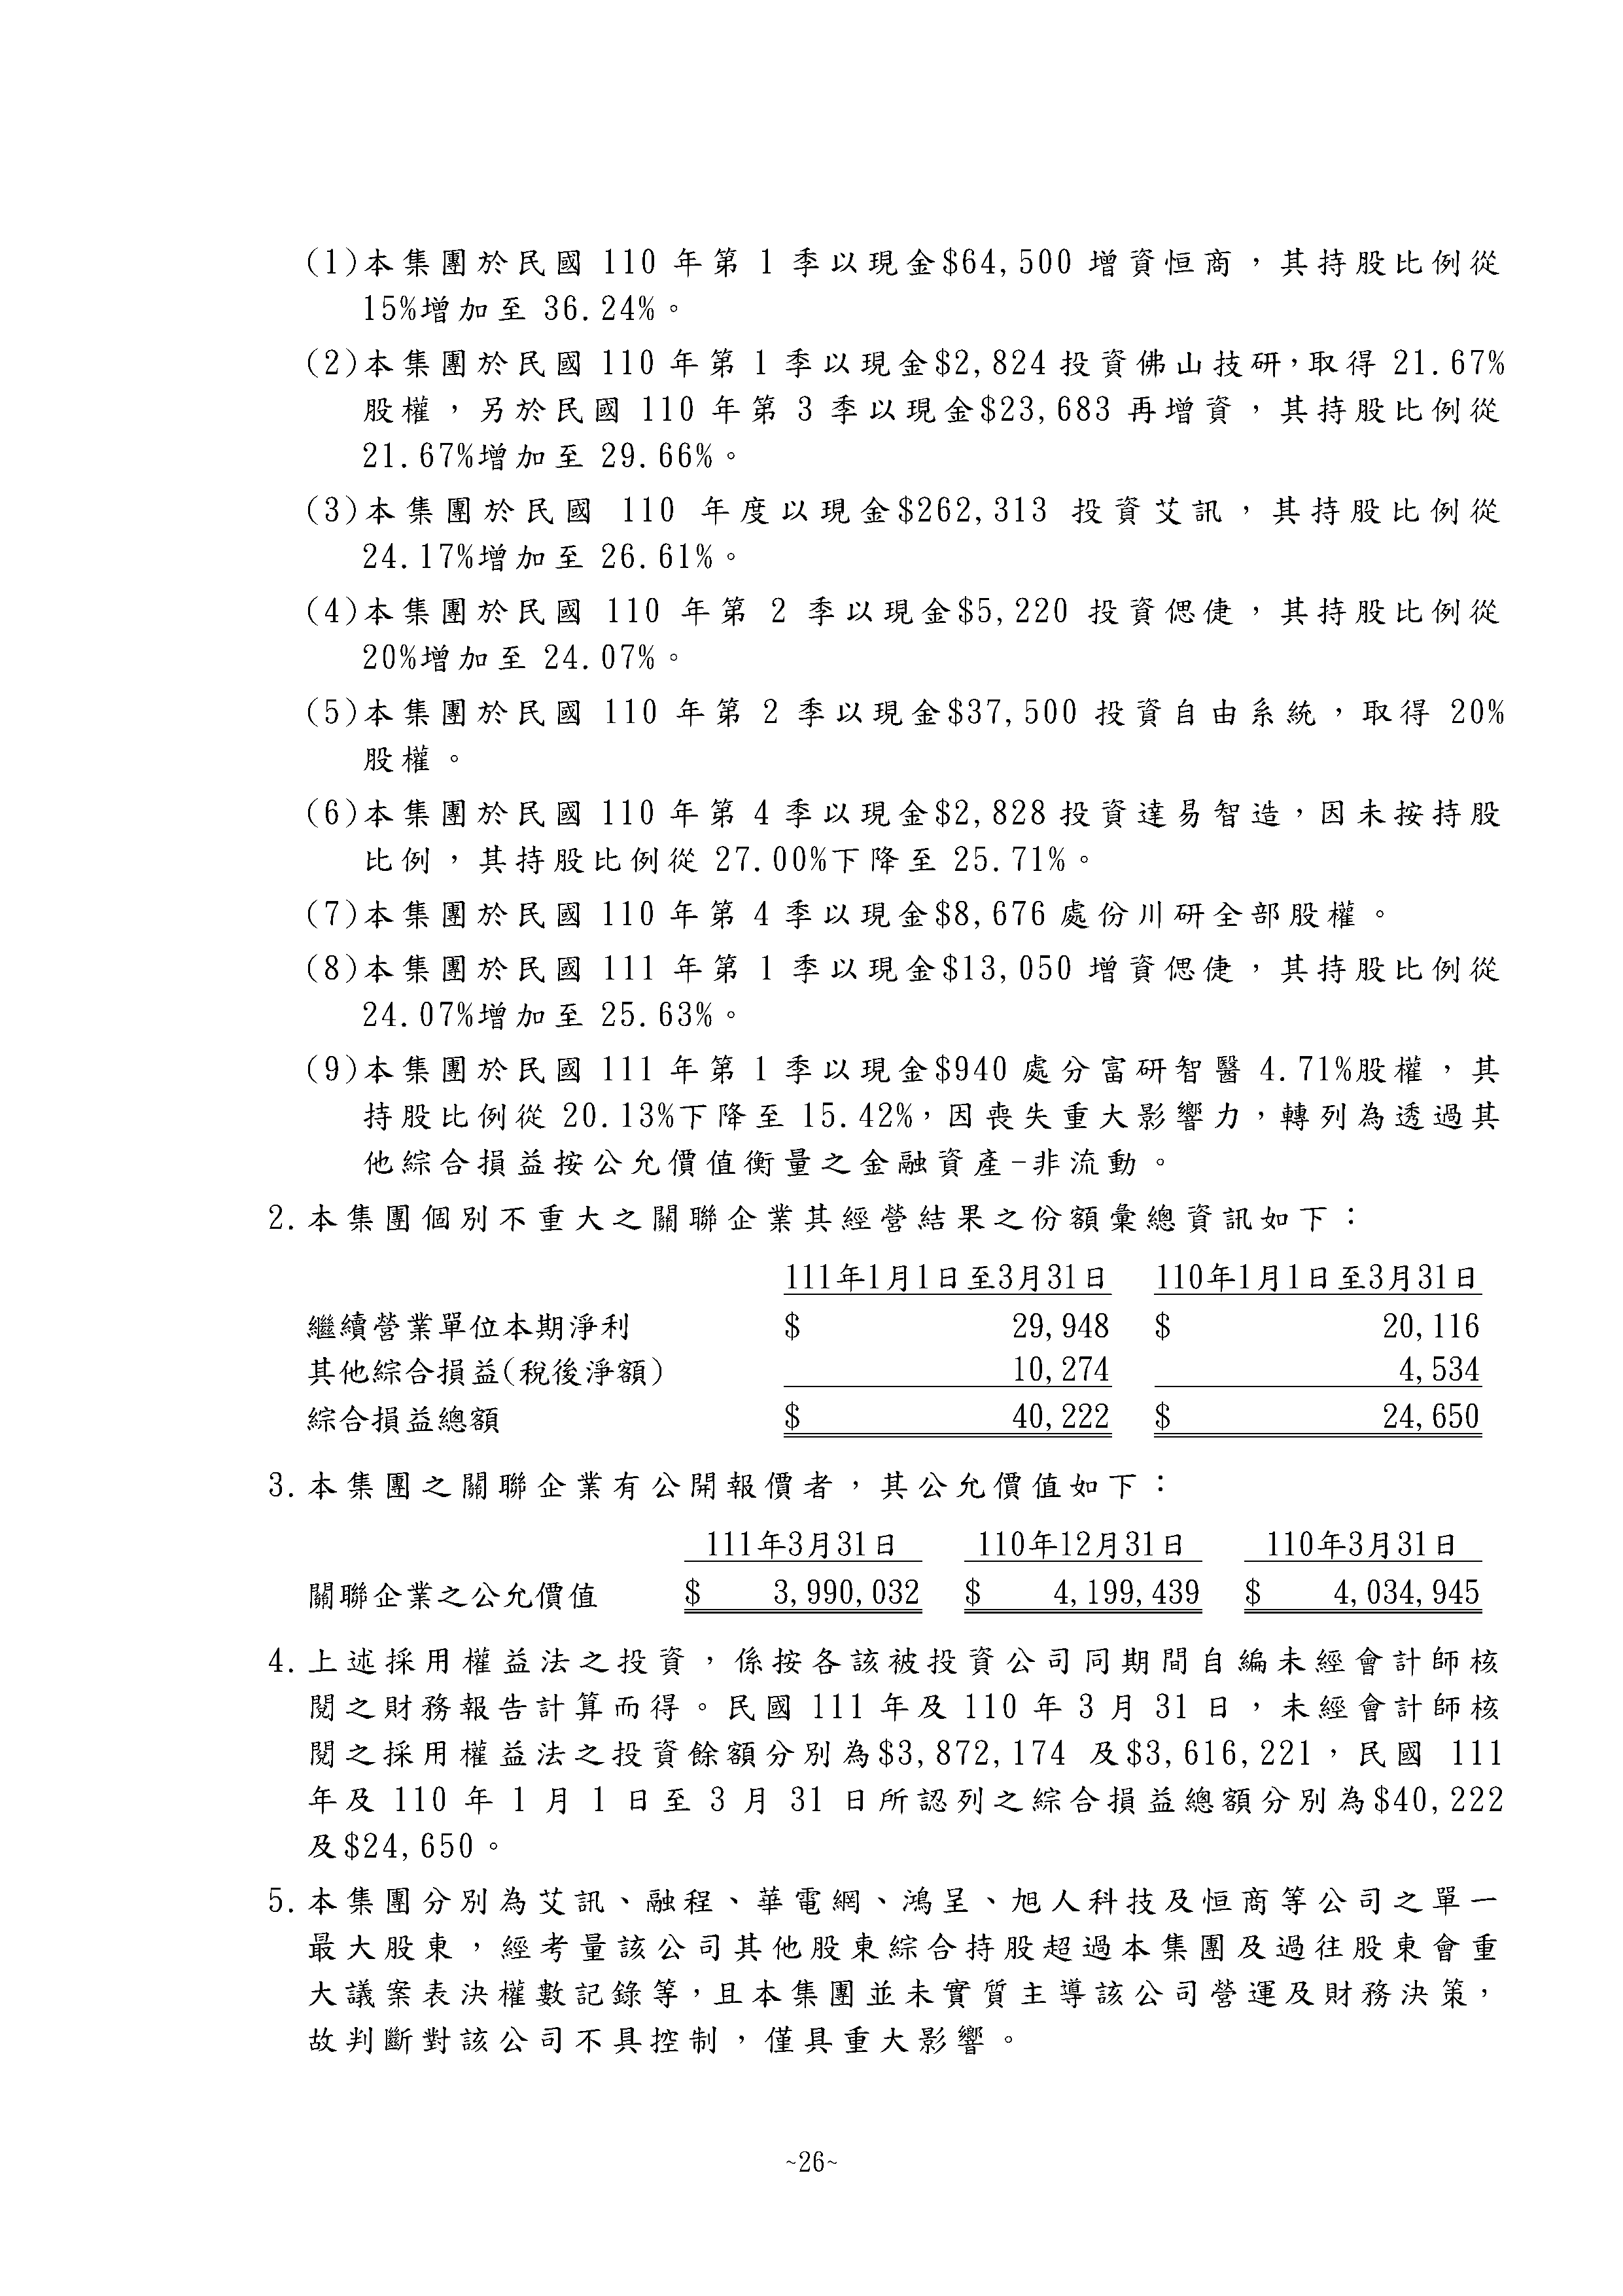 (1)本集團於民國 110 年第 1 季以現金$64,500 增資恒商，其持股比例從
15%增加至 36.24%。
(2)本集團於民國 110 年第 1 季以現金$2,824 投資佛山技研，取得 21.67%
股權，另於民國 110 年第 3 季以現金$23,683 再增資，其持股比例從
21.67%增加至 29.66%。
(3)本集團於民國 110 年度以現金$262,313 投資艾訊，其持股比例從
24.17%增加至 26.61%。
(4)本集團於民國 110 年第 2 季以現金$5,220 投資偲倢，其持股比例從
20%增加至 24.07%。
(5)本集團於民國 110 年第 2 季以現金$37,500 投資自由系統，取得 20%
股權。
(6)本集團於民國 110 年第 4 季以現金$2,828 投資達易智造，因未按持股
比例，其持股比例從 27.00%下降至 25.71%。
(7)本集團於民國 110 年第 4 季以現金$8,676 處份川研全部股權。
(8)本集團於民國 111 年第 1 季以現金$13,050 增資偲倢，其持股比例從
24.07%增加至 25.63%。
(9)本集團於民國 111 年第 1 季以現金$940 處分富研智醫 4.71%股權，其
持股比例從 20.13%下降至 15.42%，因喪失重大影響力，轉列為透過其
他綜合損益按公允價值衡量之金融資產-非流動。
2.本集團個別不重大之關聯企業其經營結果之份額彙總資訊如下：
111年1月1日至3月31日 110年1月1日至3月31日
繼續營業單位本期淨利 $ 29,948 $ 20,116
其他綜合損益(稅後淨額) 10,274 4,534
綜合損益總額 $ 40,222 $ 24,650
3.本集團之關聯企業有公開報價者，其公允價值如下：
111年3月31日 110年12月31日 110年3月31日
關聯企業之公允價值 $ 3,990,032 $ 4,199,439 $ 4,034,945
4.上述採用權益法之投資，係按各該被投資公司同期間自編未經會計師核
閱之財務報告計算而得。民國 111 年及 110 年 3 月 31 日，未經會計師核
閱之採用權益法之投資餘額分別為$3,872,174 及$3,616,221，民國 111
年及 110 年 1 月 1 日至 3 月 31 日所認列之綜合損益總額分別為$40,222
及$24,650。
5.本集團分別為艾訊、融程、華電網、鴻呈、旭人科技及恒商等公司之單一
最大股東，經考量該公司其他股東綜合持股超過本集團及過往股東會重
大議案表決權數記錄等，且本集團並未實質主導該公司營運及財務決策，
故判斷對該公司不具控制，僅具重大影響。
~26~